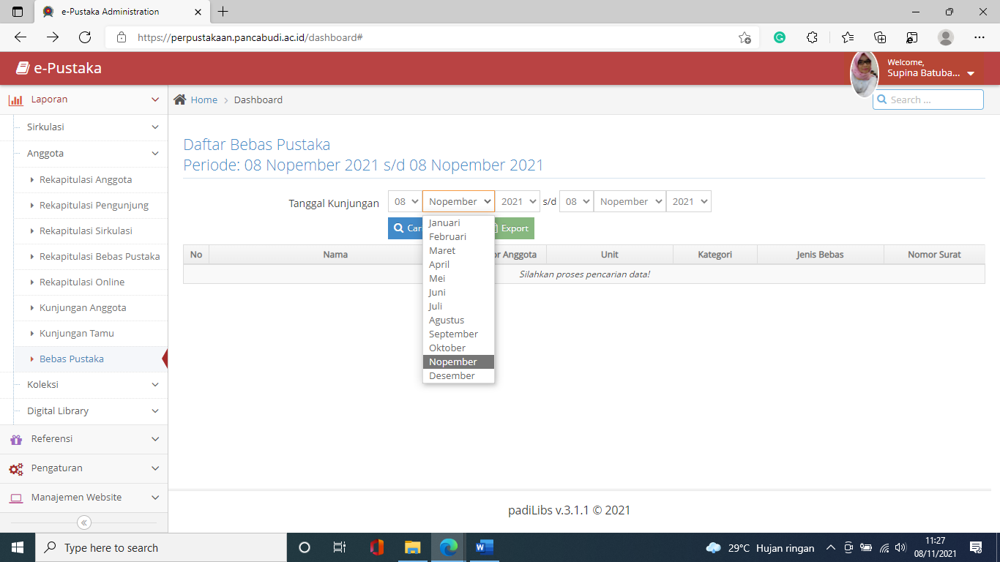 e-Pustaka Administration
https://perpustakaan.pancabudi.ac.id/dashboard#
e-Pustaka
Welcome,
Supina Batuba...
Laporan
Home
Dashboard
Search ...
Sirkulasi
Anggota
Rekapitulasi Anggota
Rekapitulasi Pengunjung
Rekapitulasi Sirkulasi
Rekapitulasi Bebas Pustaka
Rekapitulasi Online
Kunjungan Anggota
Kunjungan Tamu
Bebas Pustaka
Koleksi
Digital Library
Referensi
Pengaturan
Manajemen Website
Daftar Bebas Pustaka
Periode: 08 Nopember 2021 s/d 08 Nopember 2021
Tanggal Kunjungan 08 Nopember 2021 s/d 08 Nopember 2021
Export
No Nama Anggota Unit Kategori Jenis Bebas Nomor Surat
Silahkan proses pencarian data!
Januari
Februari
Maret
April
Mei
Juni
Juli
Agustus
September
Oktober
Nopember
Desember
padiLibs v.3.1.1 © 2021
Type here to search
29°C Hujan ringan
11:27
08/11/2021